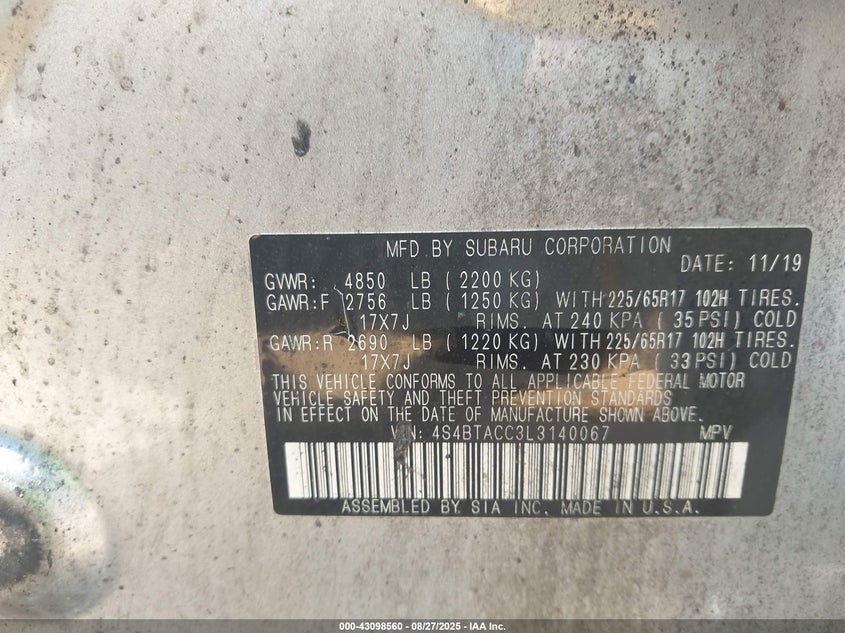 MFD.BY SUBARU CORPORATION
DATE: 11/19
GVWR: 4850 LB (2200 KG)
GAWR:F 2756 LB (1250 KG) WITH 225/65R17 102H TIRES.
17X7J RIMS. AT 240 KPA (35 PSI) COLD
GAWR:R 2690 LB (1220 KG) WITH 225/65R17 102H TIRES.
17X7J RIMS. AT 230 KPA (33 PSI) COLD
THIS VEHICLE CONFORMS TO ALL APPLICABLE FEDERAL MOTOR
VEHICLE SAFETY AND THEFT PREVENTION STANDARDS
IN EFFECT ON THE DATE OF MANUFACTURE SHOWN ABOVE.
VIN: 4S4BTACC3L3140067 MPV
ASSEMBLED BY SIA INC. MADE IN U.S.A.
000-43098560 - 08/27/2025 - IAA Inc.